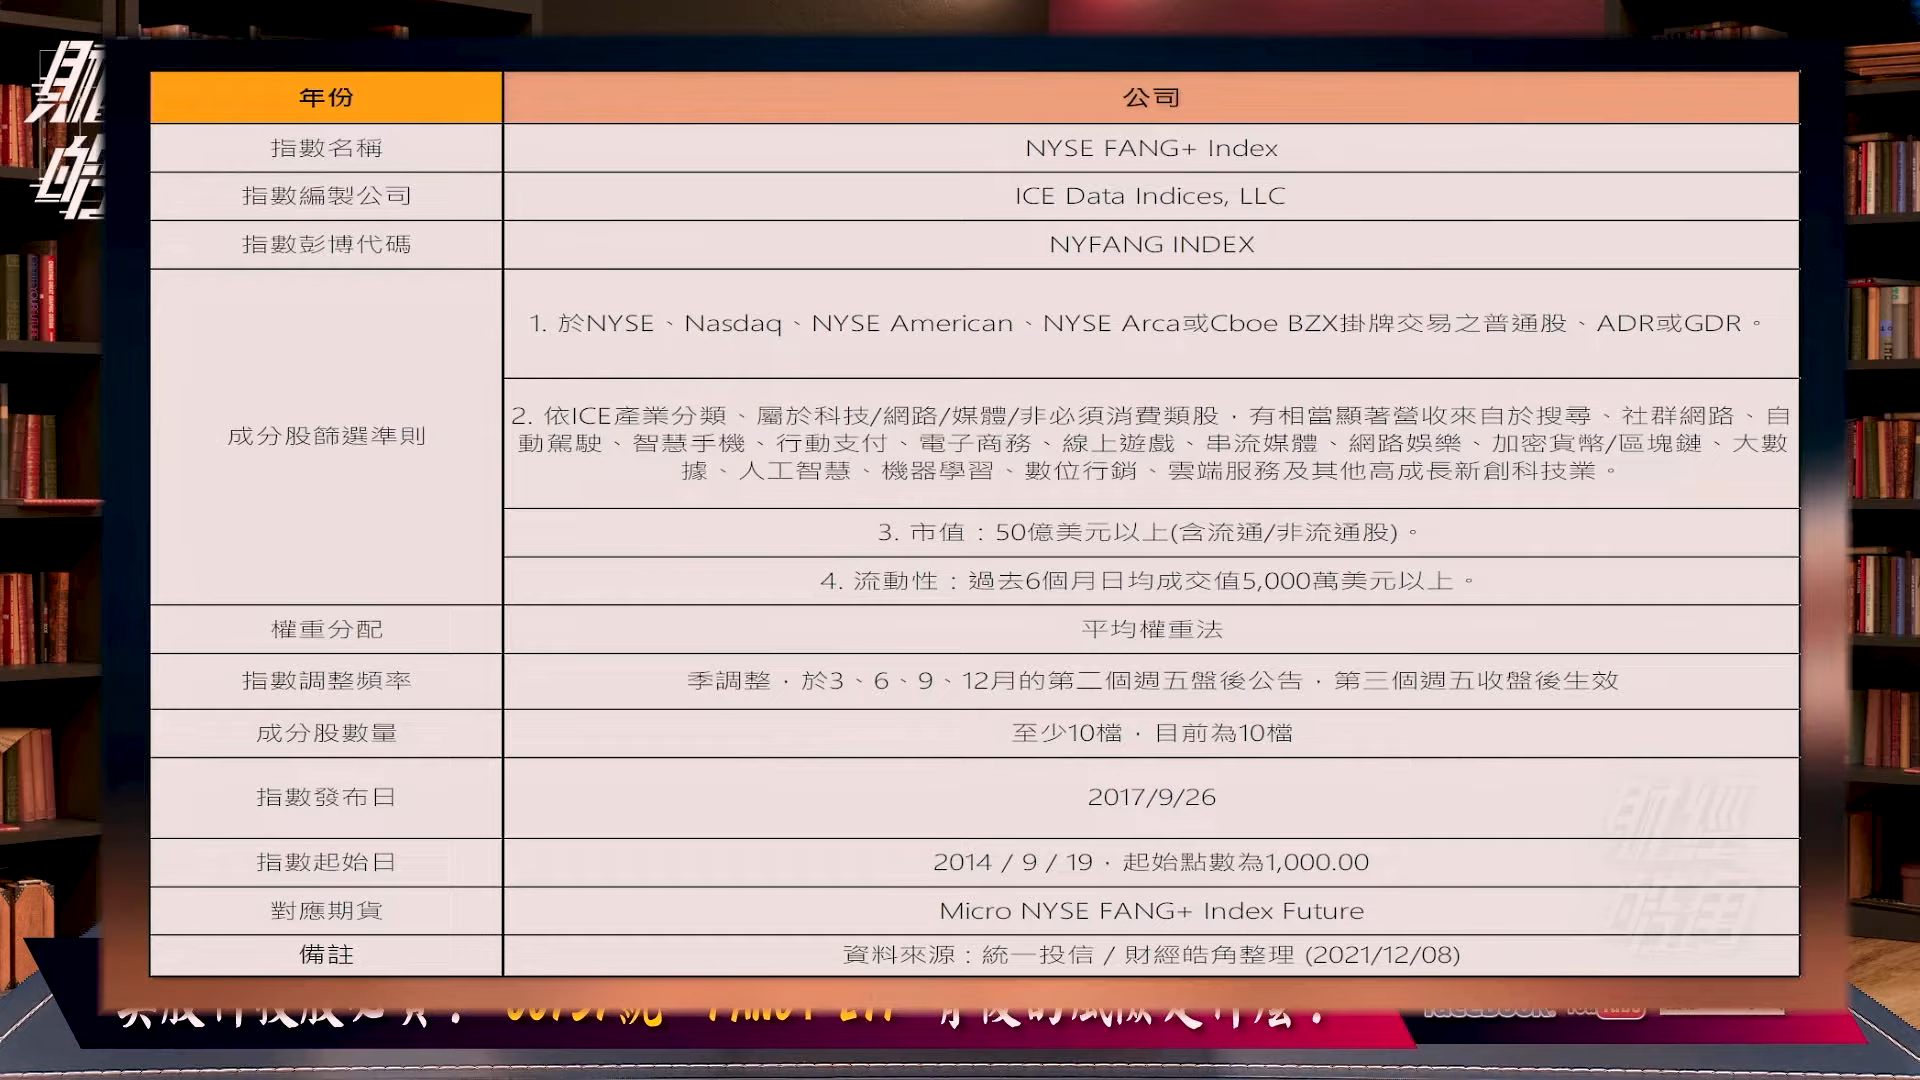 年份 公司
指數名稱 NYSE FANG+ Index
指數編製公司 ICE Data Indices, LLC
指數彭博代碼 NYFANG INDEX
成分股篩選準則
1. 於NYSE、Nasdaq、NYSE American、NYSE Arca或Cboe BZX掛牌交易之普通股、ADR或GDR。
2. 依ICE產業分類、屬於科技/網路/媒體/非必須消費類股，有相當顯著營收來自於搜尋、社群網路、自
動駕駛、智慧手機、行動支付、電子商務、線上遊戲、串流媒體、網路娛樂、加密貨幣/區塊鏈、大數
據、人工智慧、機器學習、數位行銷、雲端服務及其他高成長新創科技業。
3. 市值：50億美元以上(含流通/非流通股)。
4. 流動性：過去6個月日均成交值5,000萬美元以上。
權重分配 平均權重法
指數調整頻率 季調整，於3、6、9、12月的第二個週五盤後公告，第三個週五收盤後生效
成分股數量 至少10檔，目前為10檔
指數發布日 2017/9/26
指數起始日 2014 / 9 / 19，起始點數為1,000.00
對應期貨 Micro NYSE FANG+ Index Future
備註 資料來源：統一投信 / 財經皓角整理 (2021/12/08)